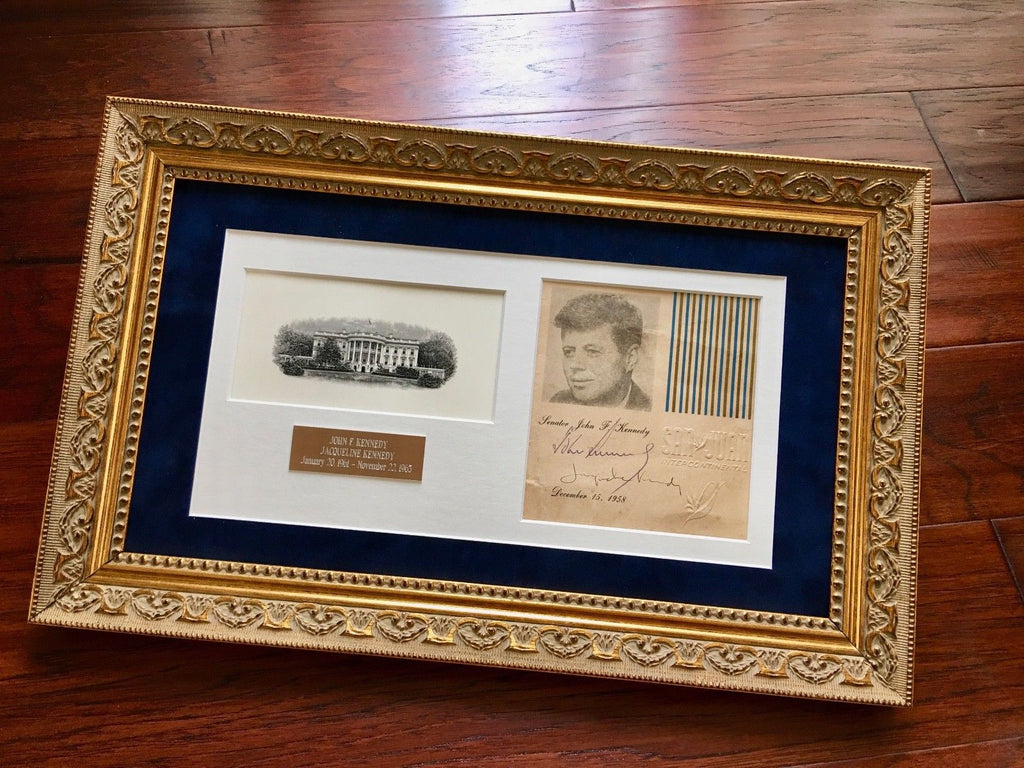 JOHN F. KENNEDY
JACQUELINE KENNEDY
January 20, 1961 – November 22, 1963
Senator John F. Kennedy
SAN JUAN
INTERCONTINENTAL
December 15, 1958